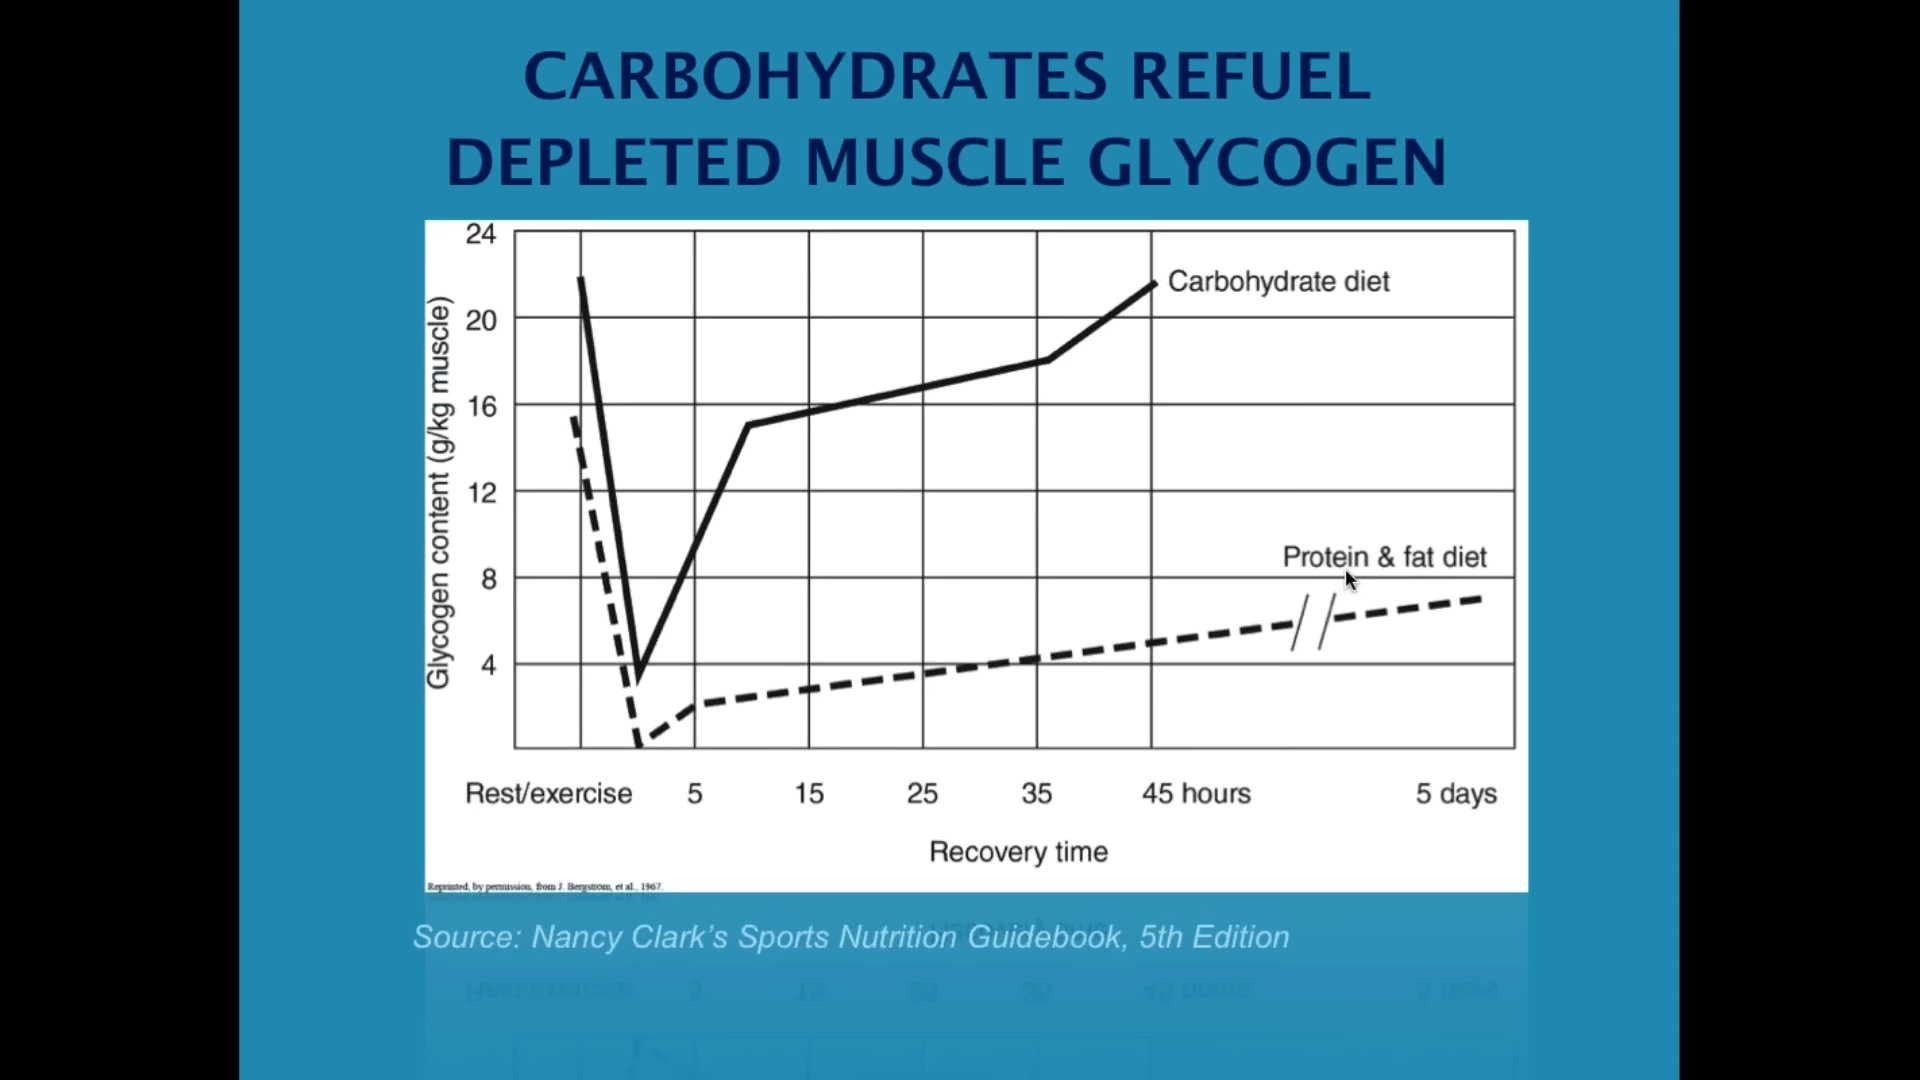 CARBOHYDRATES REFUEL
DEPLETED MUSCLE GLYCOGEN
24
20
16
12
8
4
Glycogen content (g/kg muscle)
Carbohydrate diet
Protein & fat diet
Rest/exercise 5 15 25 35 45 hours 5 days
Recovery time
Reprinted, by permission, from J. Bergstrom, et al., 1967.
Source: Nancy Clark’s Sports Nutrition Guidebook, 5th Edition